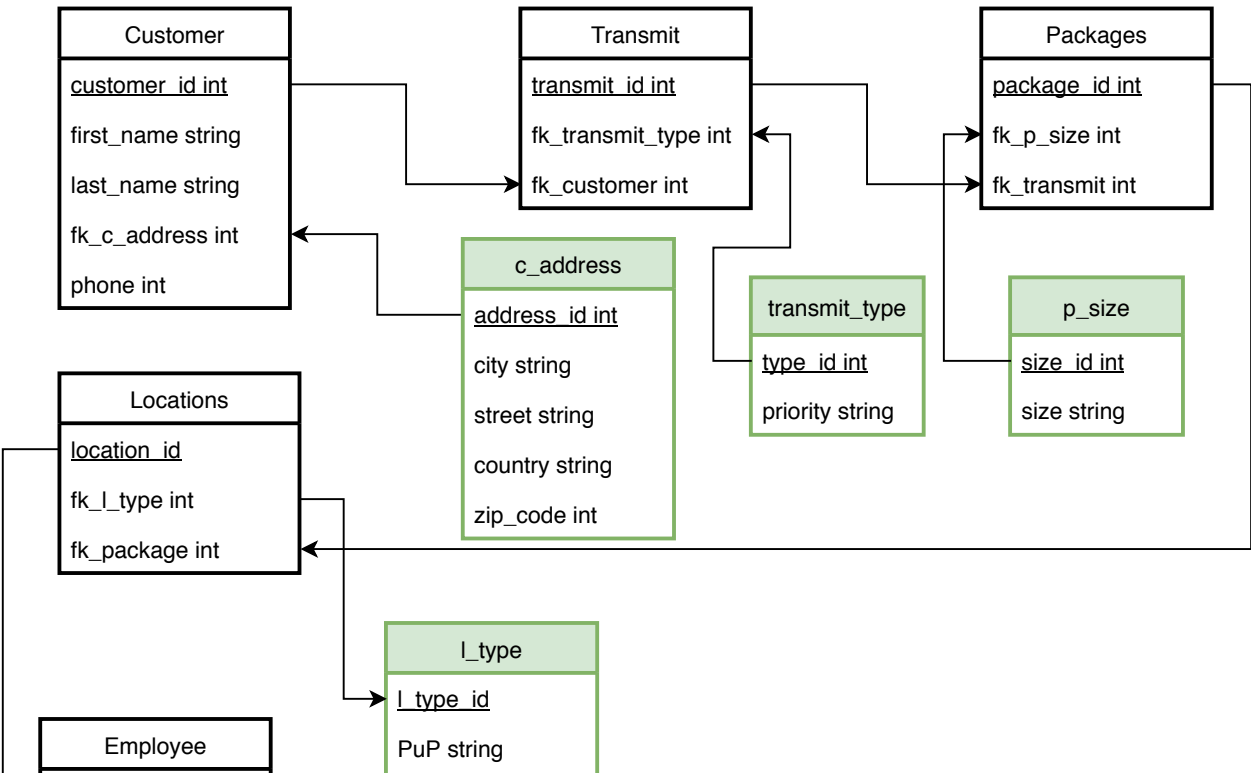 Customer
customer_id int
first_name string
last_name string
fk_c_address int
phone int
Transmit
transmit_id int
fk_transmit_type int
fk_customer int
Packages
package_id int
fk_p_size int
fk_transmit int
c_address
address_id int
city string
street string
country string
zip_code int
transmit_type
type_id int
priority string
p_size
size_id int
size string
Locations
location_id
fk_l_type int
fk_package int
l_type
l_type_id
PuP string
Employee